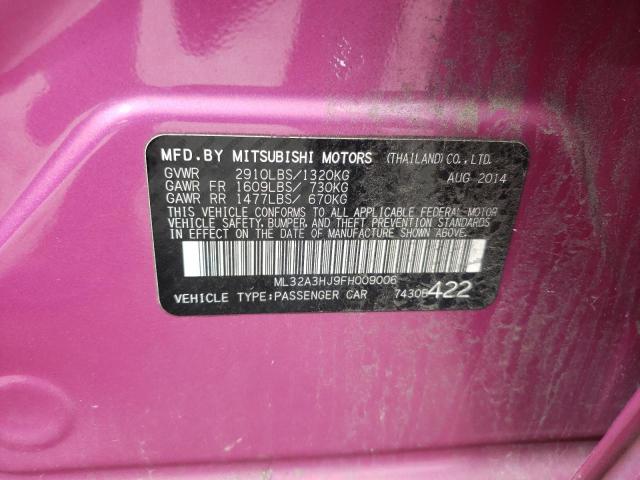 MFD.BY MITSUBISHI MOTORS (THAILAND) CO., LTD.
GVWR 2910LBS/1320KG AUG 2014
GAWR FR 1609LBS/ 730KG
GAWR RR 1477LBS/ 670KG
THIS VEHICLE CONFORMS TO ALL APPLICABLE FEDERAL-MOTOR
VEHICLE SAFETY, BUMPER, AND THEFT PREVENTION STANDARDS
IN EFFECT ON THE DATE OF MANUFACTURE SHOWN ABOVE.
ML32A3HJ9FH009006
VEHICLE TYPE:PASSENGER CAR 422